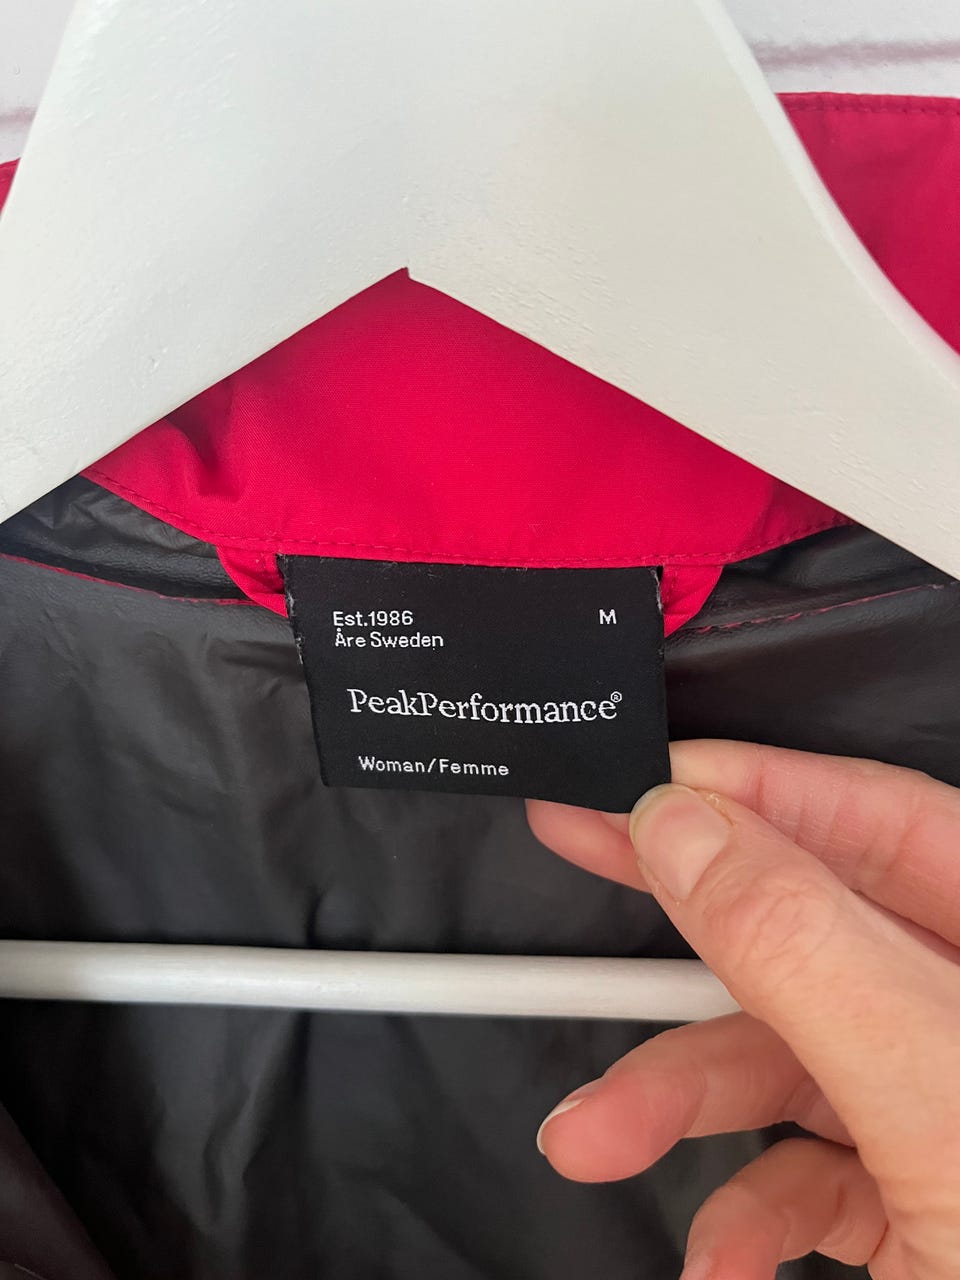 Est.1986 M
Åre Sweden
PeakPerformance®
Woman/Femme